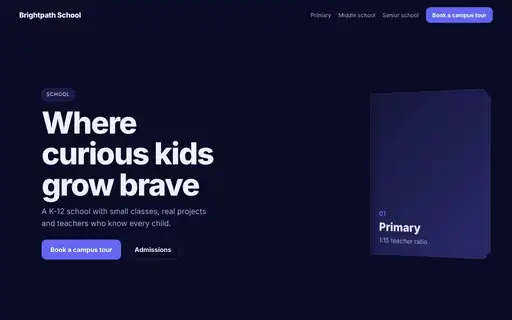 Brightpath School
Primary Middle school Senior school Book a campus tour
SCHOOL
Where
curious kids
grow brave
A K-12 school with small classes, real projects
and teachers who know every child.
Book a campus tour Admissions
01
Primary
1:15 teacher ratio